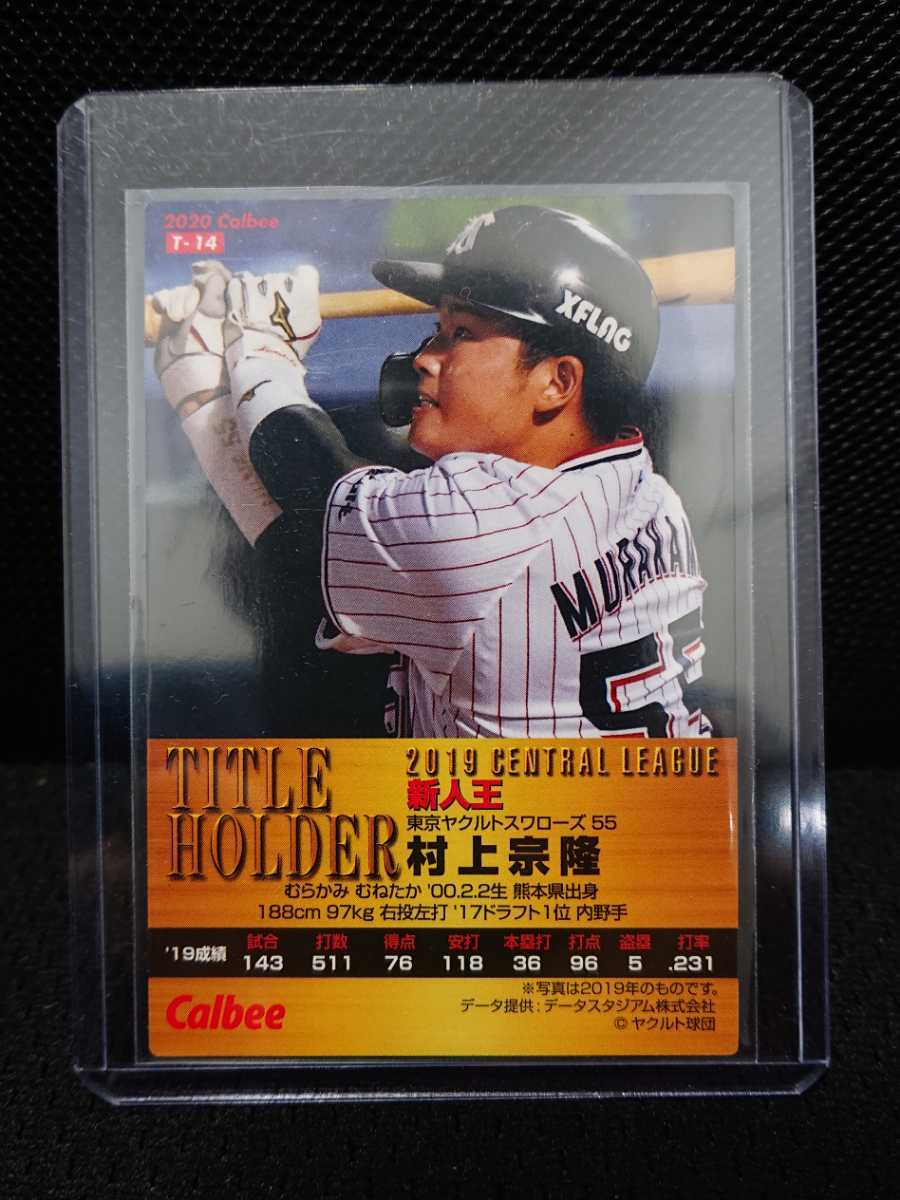 2020 Calbee
T-14
XFLAG
55
MURAKAM
55
TITLE
HOLDER
2019 CENTRAL LEAGUE
新人王
東京ヤクルトスワローズ 55
村上宗隆
むらかみ むねたか '00.2.2生 熊本県出身
188cm 97kg 右投左打 '17ドラフト1位 内野手
'19成績 試合 打数 得点 安打 本塁打 打点 盗塁 打率
143 511 76 118 36 96 5 .231
※写真は2019年のものです。
データ提供:データスタジアム株式会社
© ヤクルト球団
Calbee